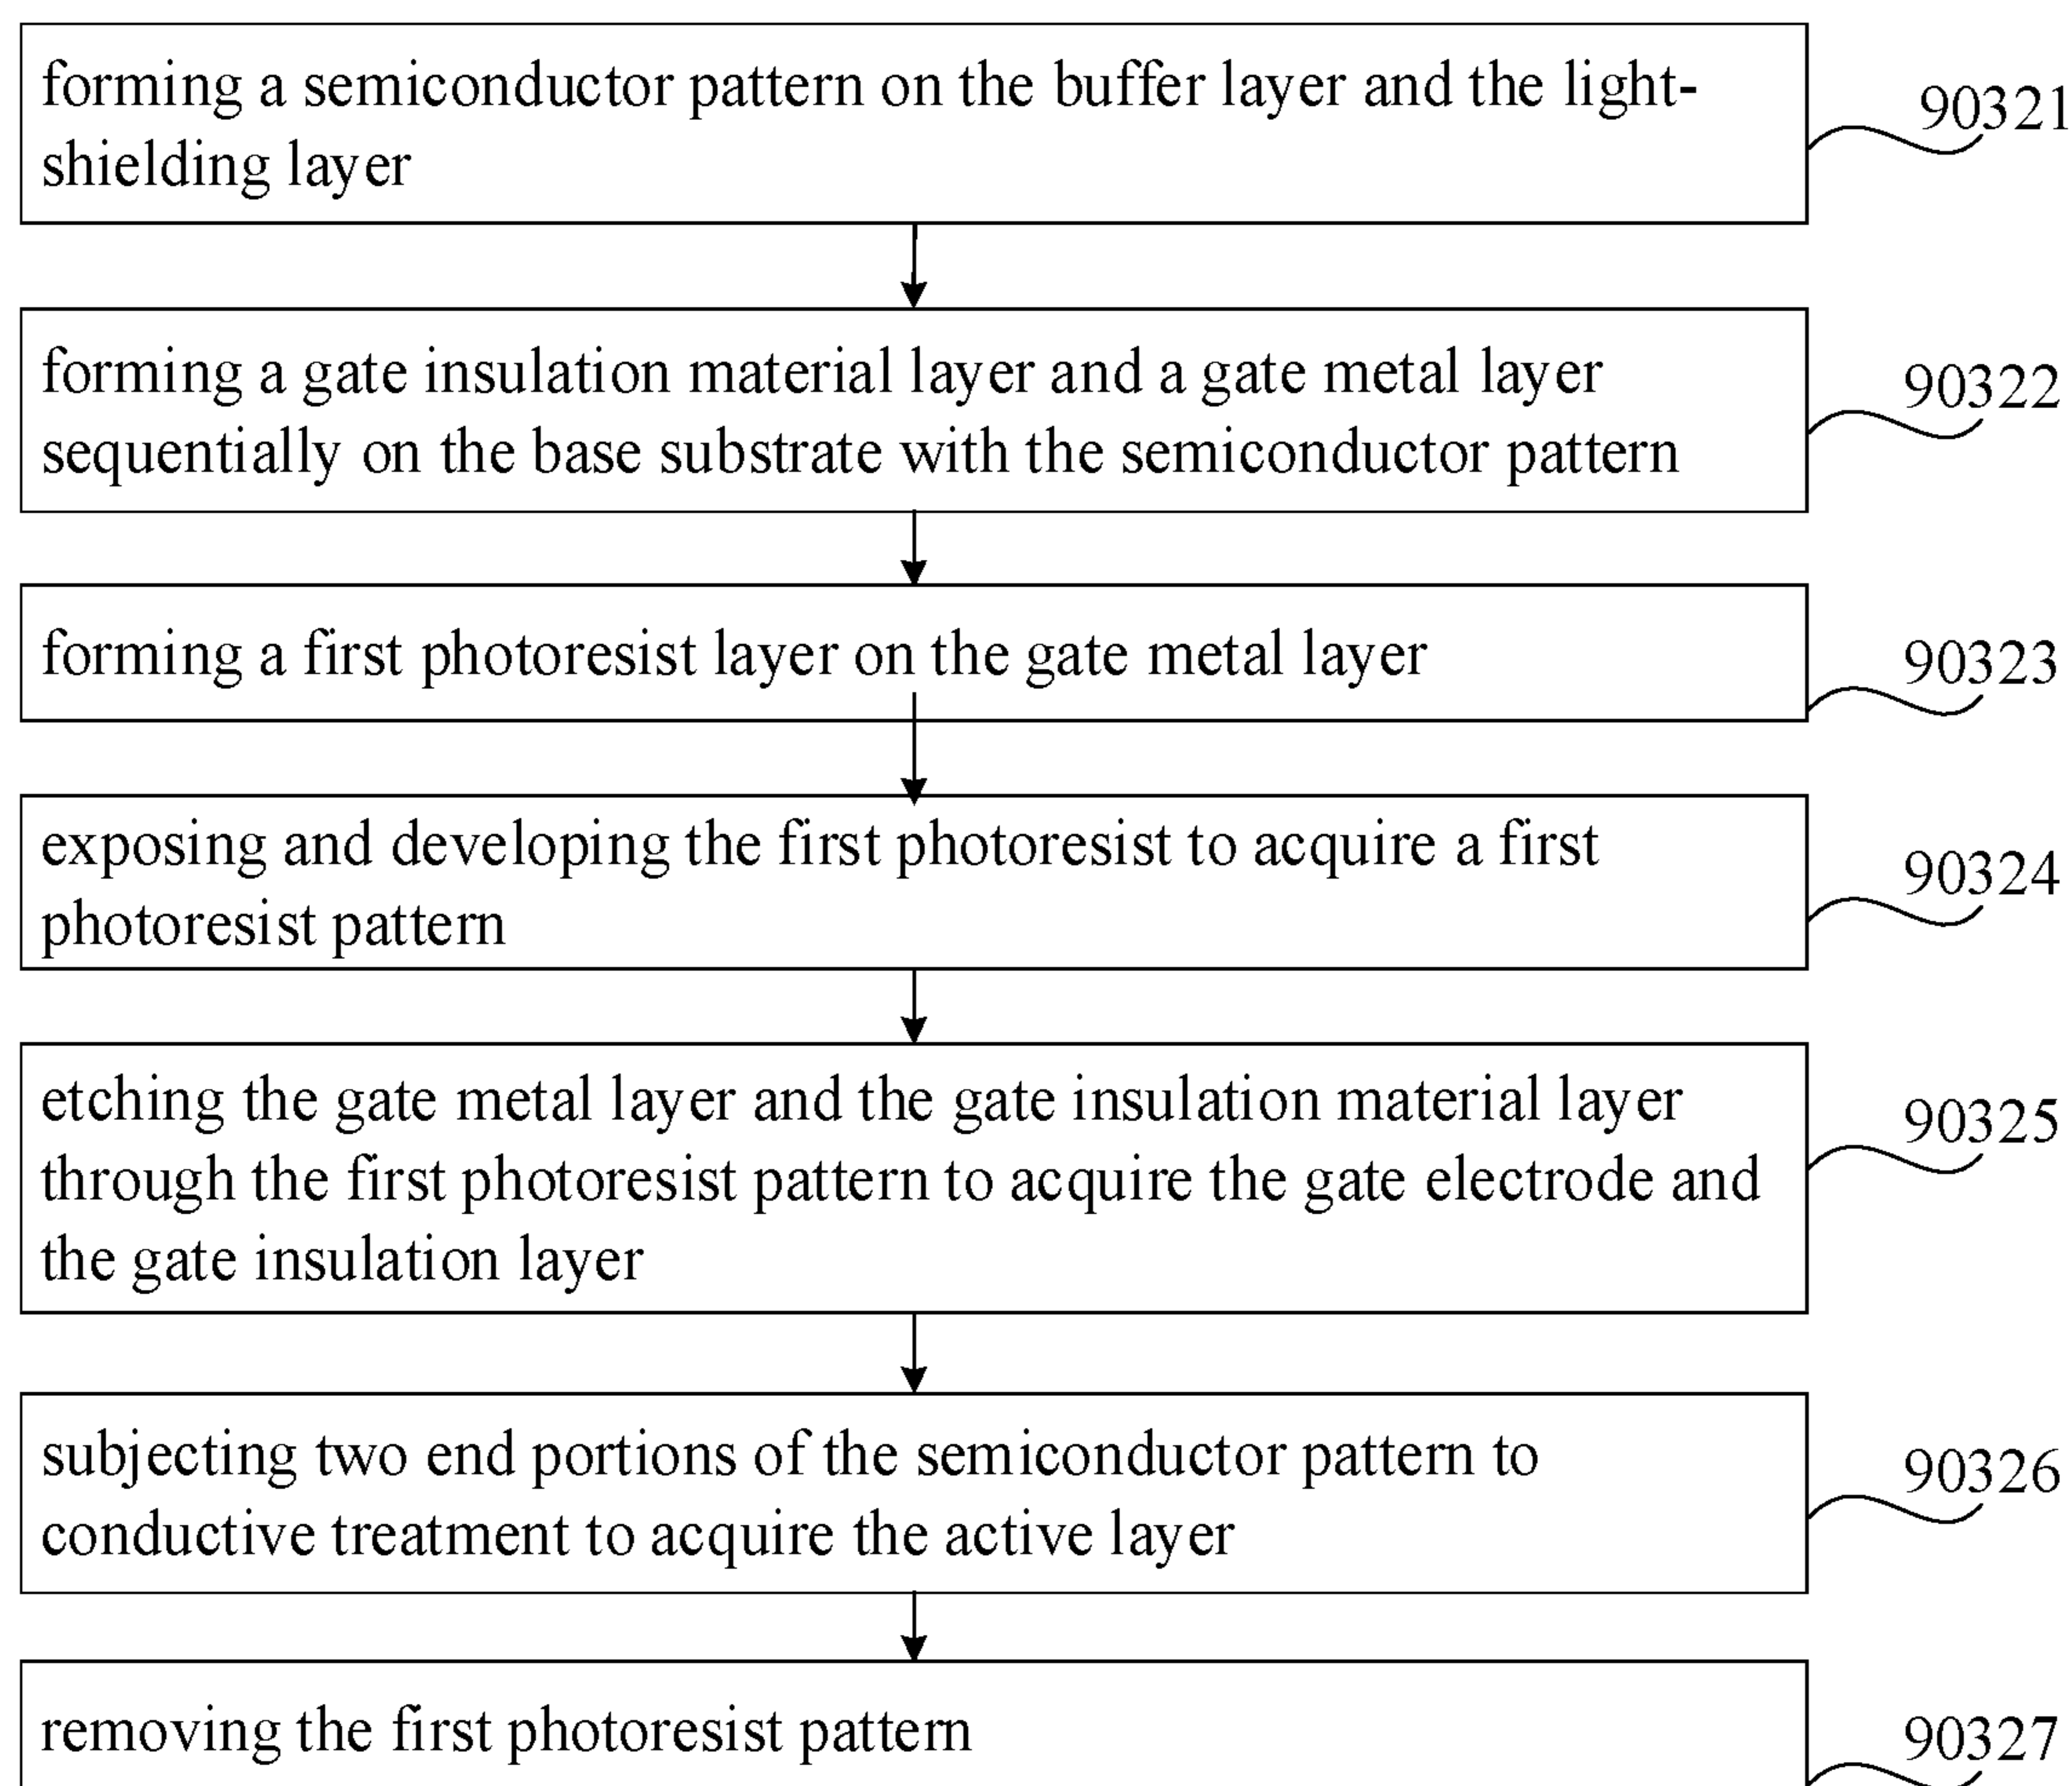 forming a semiconductor pattern on the buffer layer and the light-
shielding layer
90321
forming a gate insulation material layer and a gate metal layer
sequentially on the base substrate with the semiconductor pattern
90322
forming a first photoresist layer on the gate metal layer
90323
exposing and developing the first photoresist to acquire a first
photoresist pattern
90324
etching the gate metal layer and the gate insulation material layer
through the first photoresist pattern to acquire the gate electrode and
the gate insulation layer
90325
subjecting two end portions of the semiconductor pattern to
conductive treatment to acquire the active layer
90326
removing the first photoresist pattern
90327